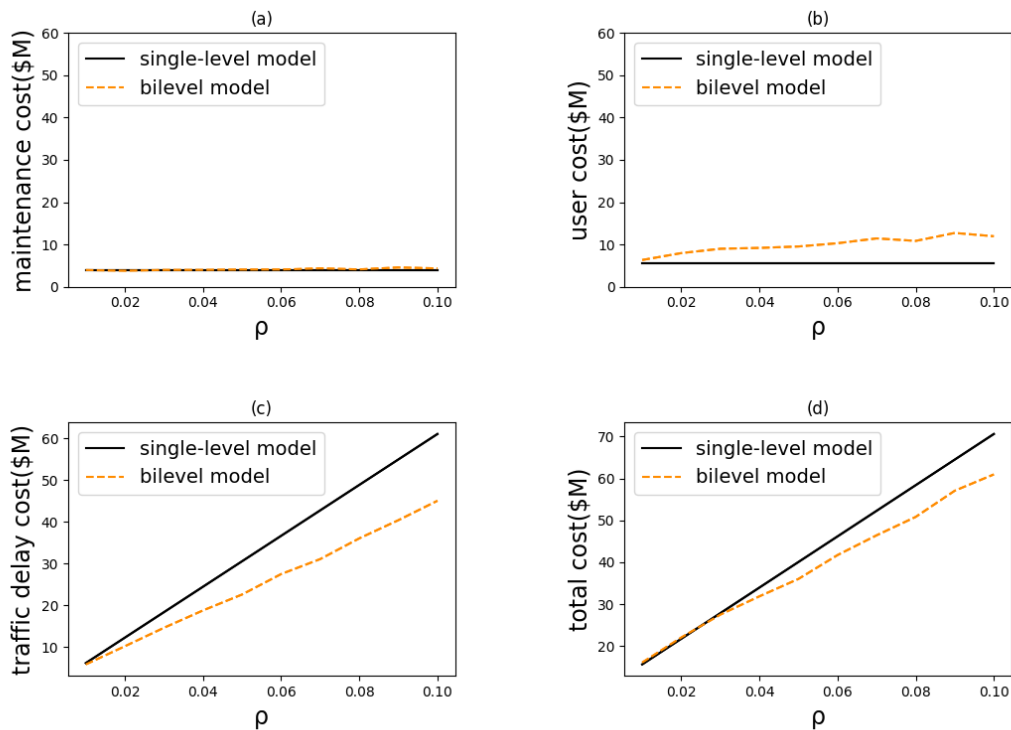 (a)
60
50
40
30
20
10
0
maintenance cost($M)
single-level model
bilevel model
0.02 0.04 0.06 0.08 0.10
ρ
(b)
60
50
40
30
20
10
0
user cost($M)
single-level model
bilevel model
0.02 0.04 0.06 0.08 0.10
ρ
(c)
60
50
40
30
20
10
traffic delay cost($M)
single-level model
bilevel model
0.02 0.04 0.06 0.08 0.10
ρ
(d)
70
60
50
40
30
20
total cost($M)
single-level model
bilevel model
0.02 0.04 0.06 0.08 0.10
ρ